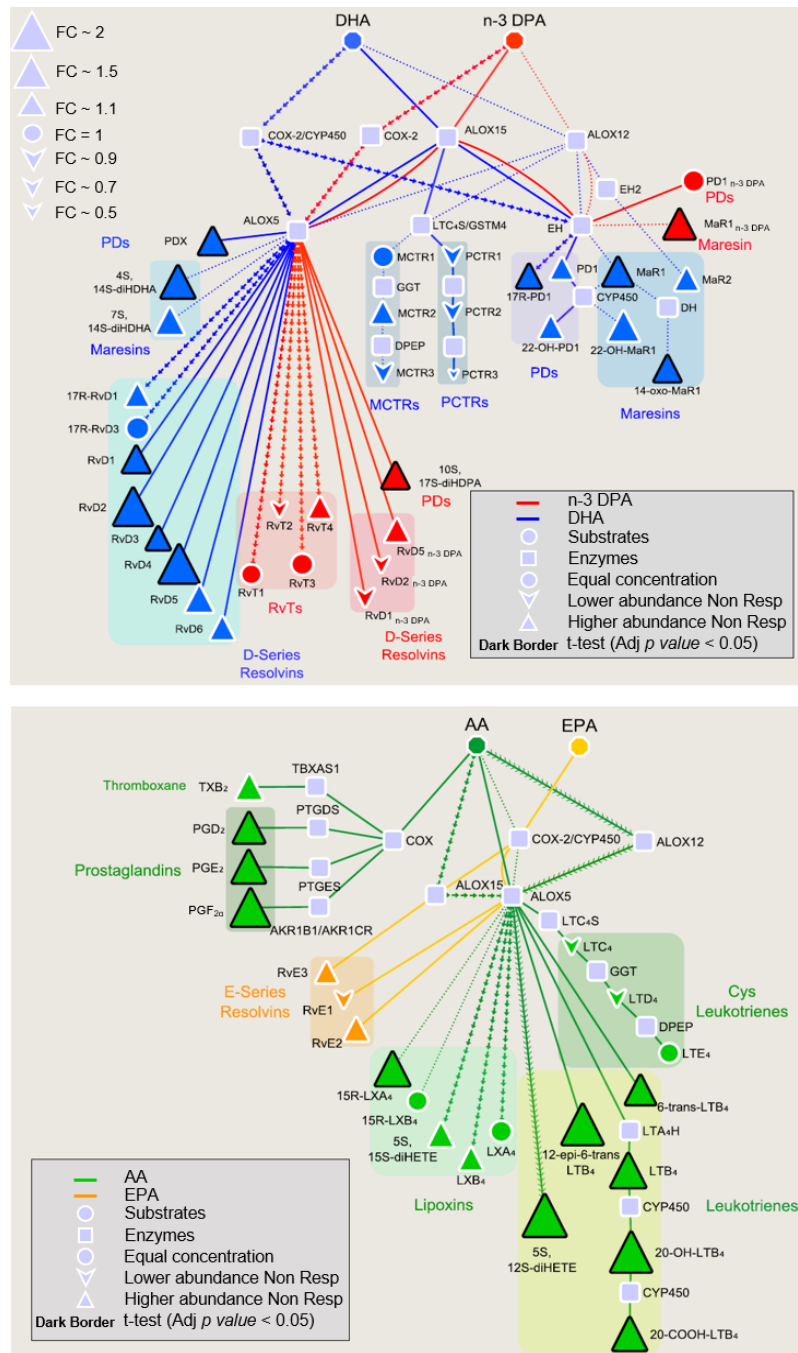 DHA
n-3 DPA
FC ~ 2
FC ~ 1.5
FC ~ 1.1
FC = 1
FC ~ 0.9
FC ~ 0.7
FC ~ 0.5
COX-2/CYP450
COX-2
ALOX15
ALOX12
EH2
PD1 n-3 DPA
PDs
MaR1 n-3 DPA
Maresin
ALOX5
LTC₄S/GSTM4
EH
PDs
PDX
4S,
14S-diHDHA
7S,
14S-diHDHA
Maresins
MCTR1
GGT
MCTR2
DPEP
MCTR3
MCTRs
PCTR1
PCTR2
PCTR3
PCTRs
17R-PD1
PD1
CYP450
22-OH-PD1
PDs
MaR1
MaR2
DH
22-OH-MaR1
14-oxo-MaR1
Maresins
17R-RvD1
17R-RvD3
RvD1
RvD2
RvD3
RvD4
RvD5
RvD6
D-Series
Resolvins
RvT2
RvT4
RvT1
RvT3
RvTs
10S,
17S-diHDPA
PDs
RvD5 n-3 DPA
RvD2 n-3 DPA
RvD1 n-3 DPA
D-Series
Resolvins
n-3 DPA
DHA
Substrates
Enzymes
Equal concentration
Lower abundance Non Resp
Higher abundance Non Resp
Dark Border t-test (Adj p value < 0.05)
AA
EPA
Thromboxane
TXB₂
TBXAS1
PTGDS
PGD₂
COX
COX-2/CYP450
ALOX12
Prostaglandins
PGE₂
PTGES
PGF₂α
AKR1B1/AKR1CR
ALOX15
ALOX5
LTC4S
LTC₄
GGT
LTD₄
DPEP
LTE₄
Cys
Leukotrienes
E-Series
Resolvins
RvE3
RvE1
RvE2
15R-LXA₄
15R-LXB₄
5S,
15S-diHETE
LXB₄
LXA₄
Lipoxins
5S,
12S-diHETE
12-epi-6-trans
LTB₄
6-trans-LTB₄
LTA₄H
LTB₄
CYP450
20-OH-LTB₄
CYP450
20-COOH-LTB₄
Leukotrienes
AA
EPA
Substrates
Enzymes
Equal concentration
Lower abundance Non Resp
Higher abundance Non Resp
Dark Border t-test (Adj p value < 0.05)